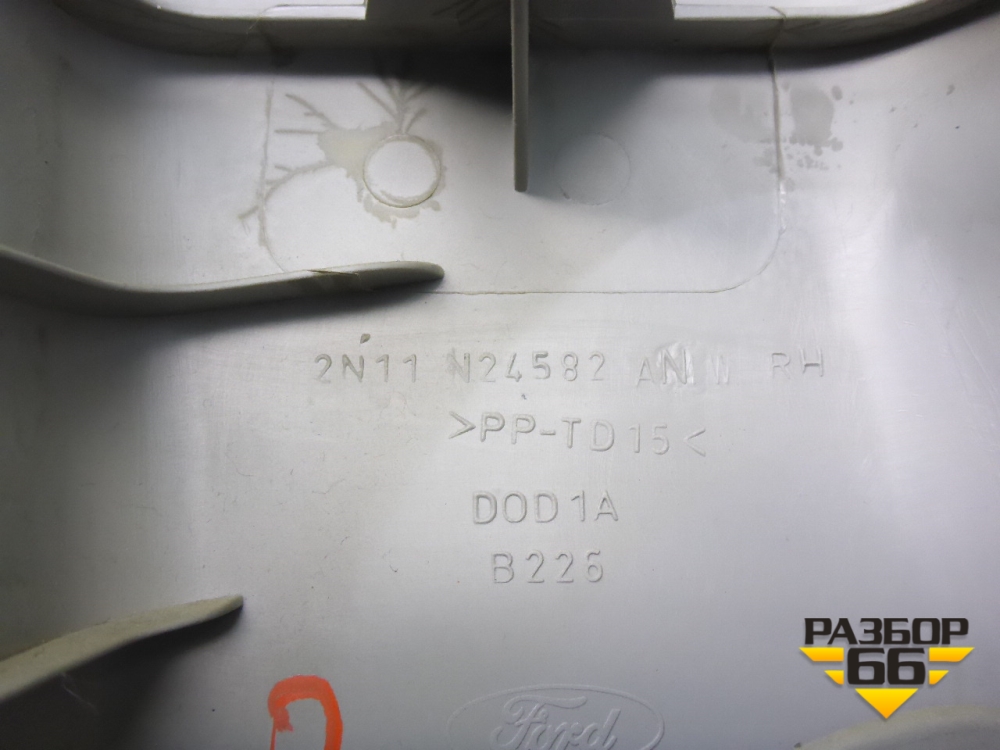 2N11 N24582 AN W RH
>PP-TD15<
DOD1A
B226
Ford
РАЗБОР
66